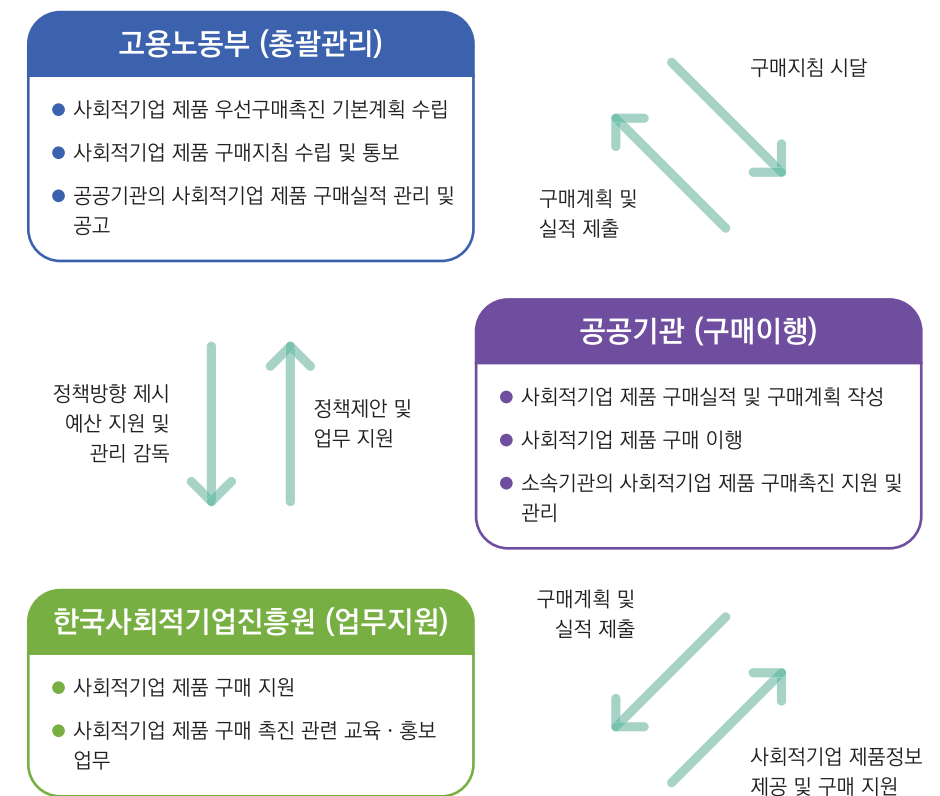 고용노동부 (총괄관리)
사회적기업 제품 우선구매촉진 기본계획 수립
사회적기업 제품 구매지침 수립 및 통보
공공기관의 사회적기업 제품 구매실적 관리 및
공고
구매지침 시달
구매계획 및
실적 제출
공공기관 (구매이행)
사회적기업 제품 구매실적 및 구매계획 작성
사회적기업 제품 구매 이행
소속기관의 사회적기업 제품 구매촉진 지원 및
관리
정책방향 제시
예산 지원 및
관리 감독
정책제안 및
업무 지원
한국사회적기업진흥원 (업무지원)
사회적기업 제품 구매 지원
사회적기업 제품 구매 촉진 관련 교육 · 홍보
업무
구매계획 및
실적 제출
사회적기업 제품정보
제공 및 구매 지원